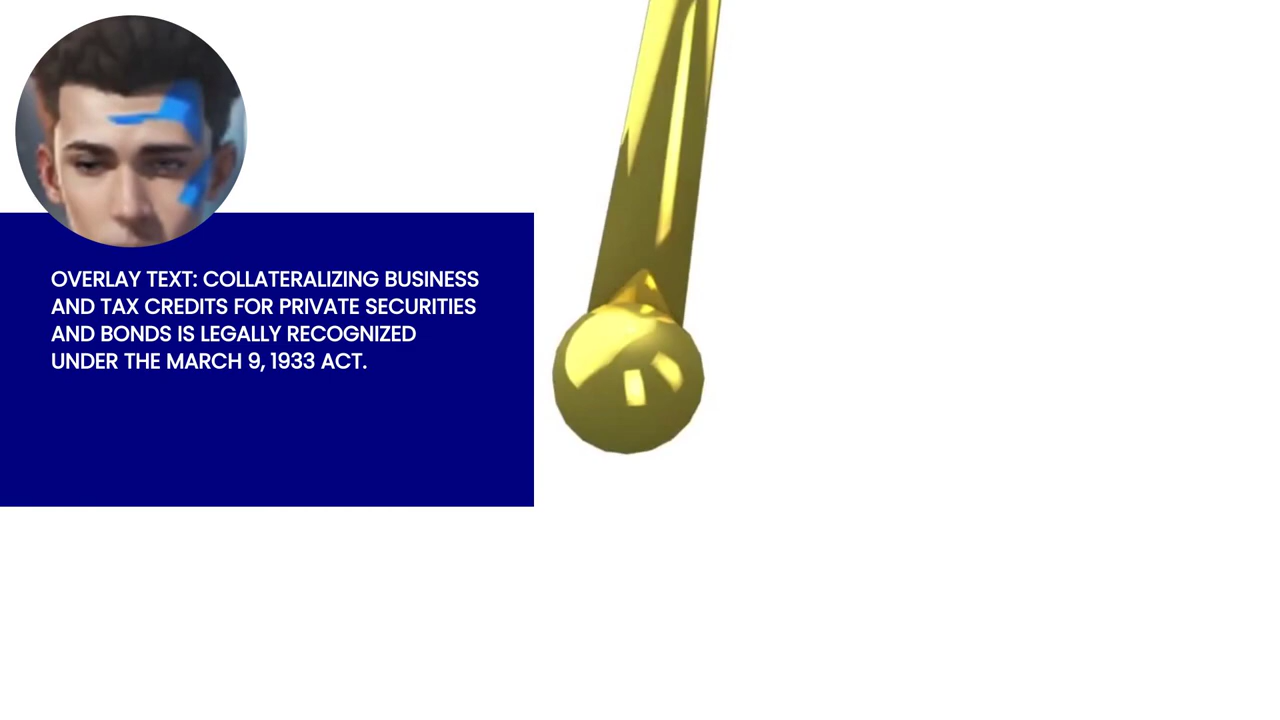 OVERLAY TEXT: COLLATERALIZING BUSINESS
AND TAX CREDITS FOR PRIVATE SECURITIES
AND BONDS IS LEGALLY RECOGNIZED
UNDER THE MARCH 9, 1933 ACT.